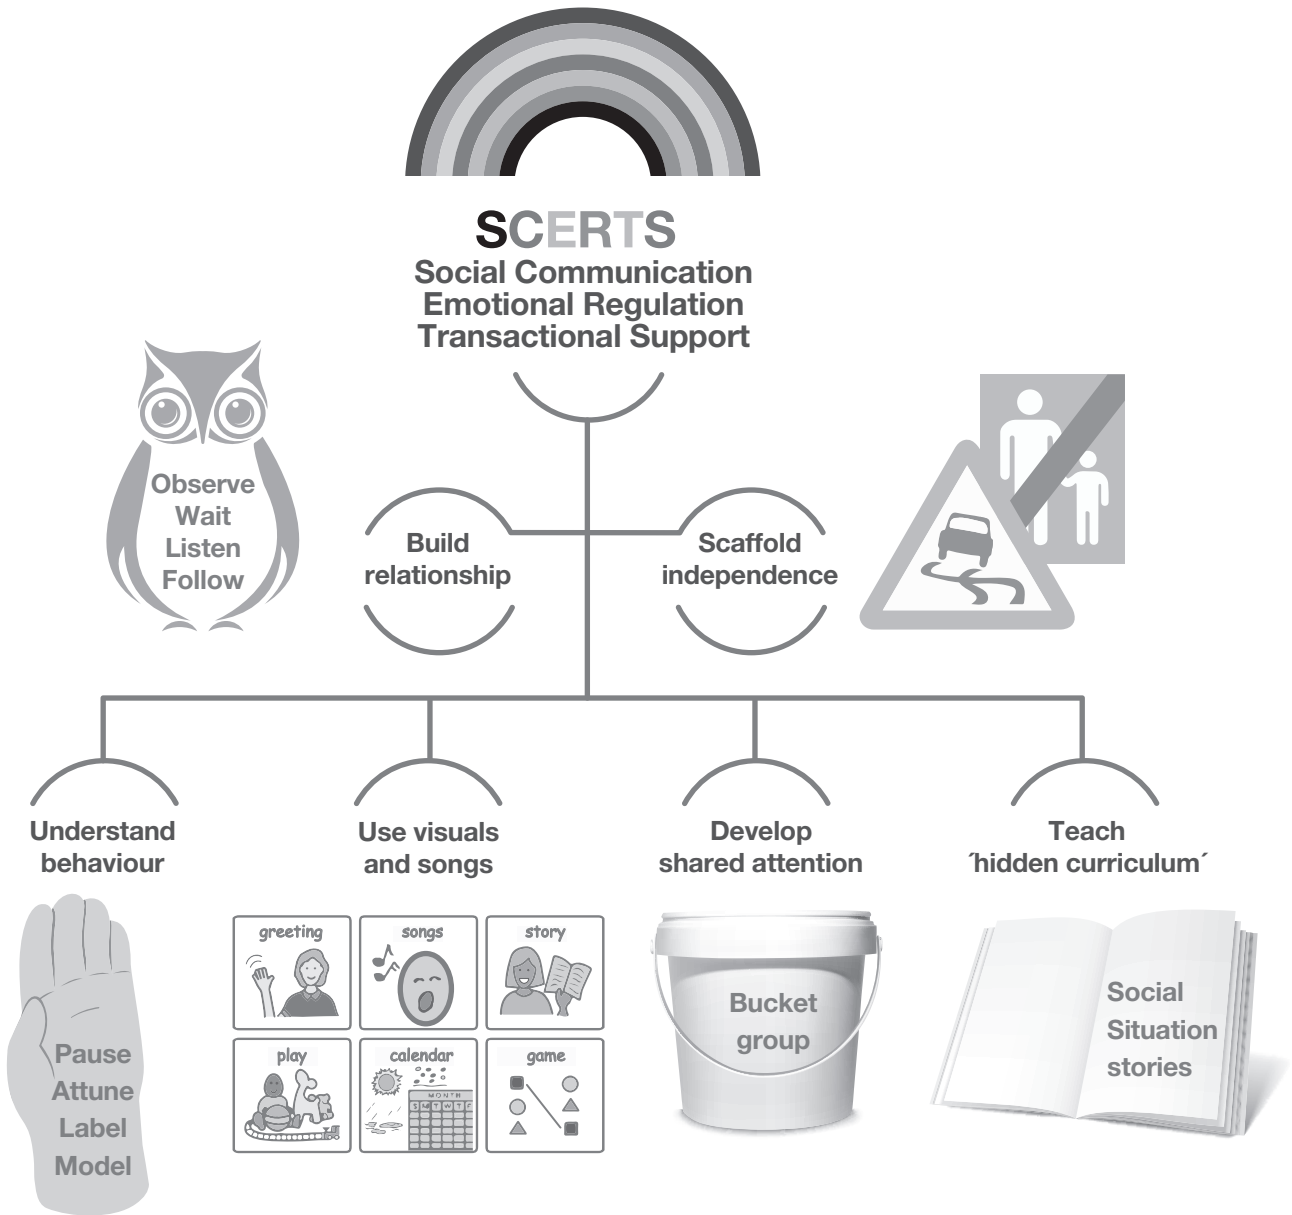 SCERTS
Social Communication
Emotional Regulation
Transactional Support
Observe
Wait
Listen
Follow
Build
relationship
Scaffold
independence
Understand
behaviour
Use visuals
and songs
Develop
shared attention
Teach
´hidden curriculum´
Pause
Attune
Label
Model
greeting
songs
story
play
calendar
game
MONTH
S M T W T F
Bucket
group
Social
Situation
stories